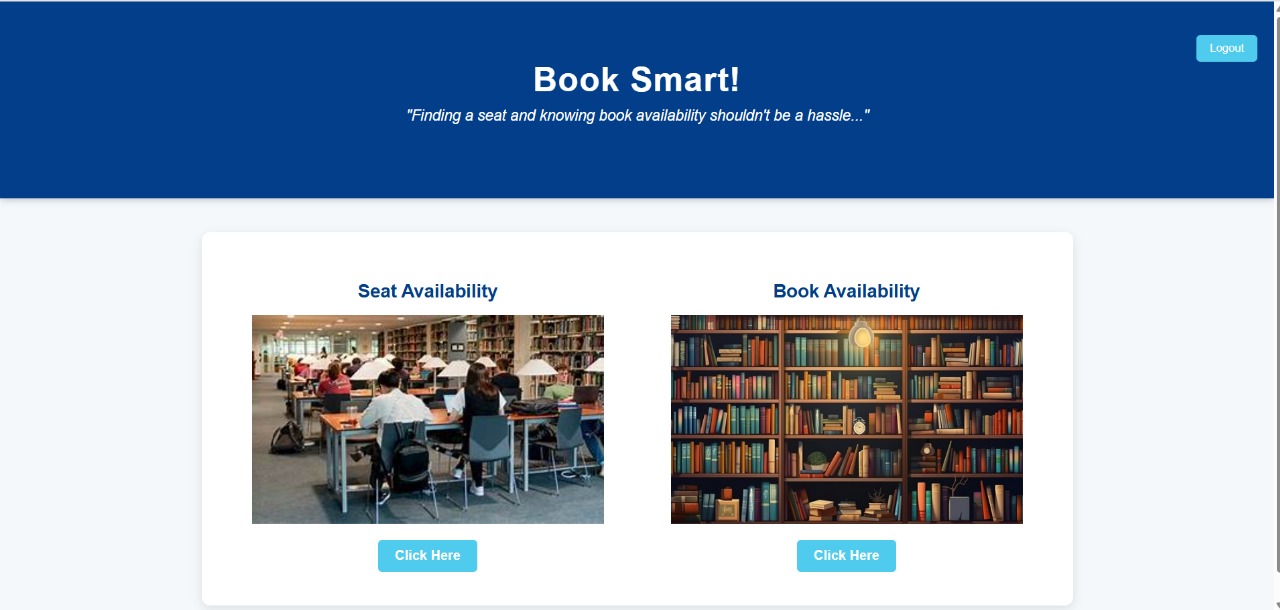 Logout
Book Smart!
"Finding a seat and knowing book availability shouldn't be a hassle..."
Seat Availability
Book Availability
Click Here
Click Here